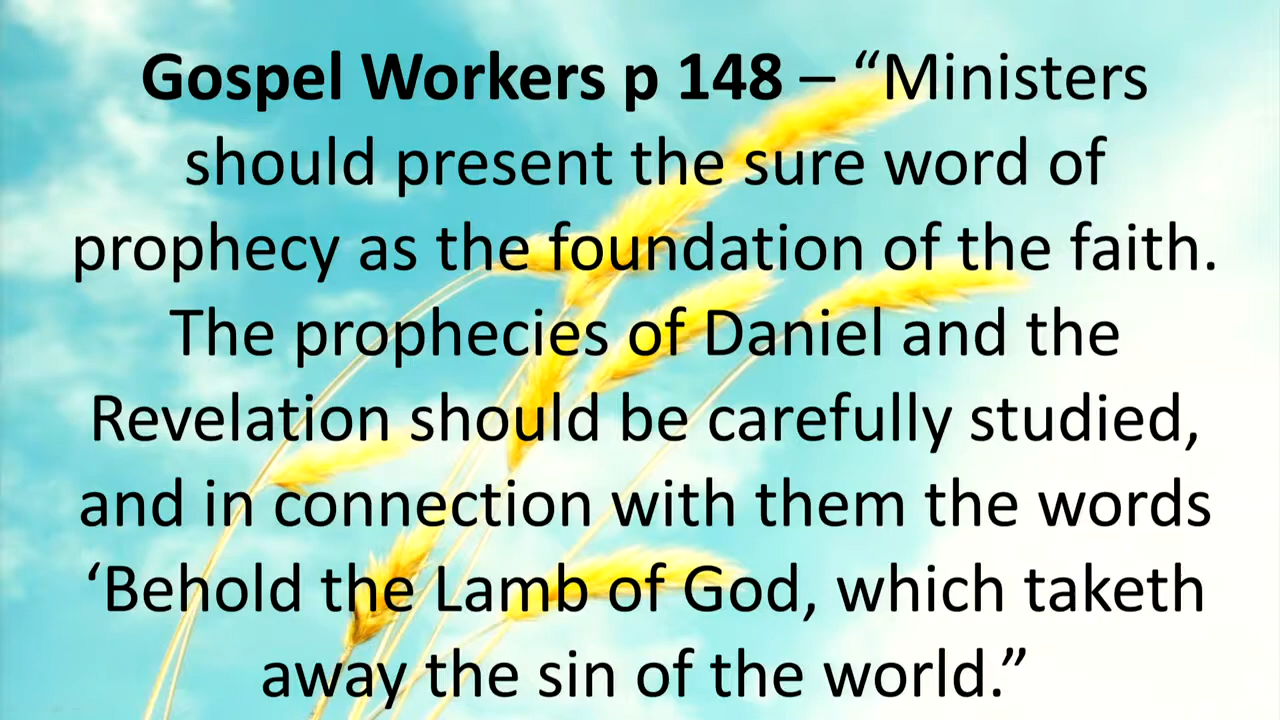 Gospel Workers p 148 – “Ministers
should present the sure word of
prophecy as the foundation of the faith.
The prophecies of Daniel and the
Revelation should be carefully studied,
and in connection with them the words
‘Behold the Lamb of God, which taketh
away the sin of the world.”